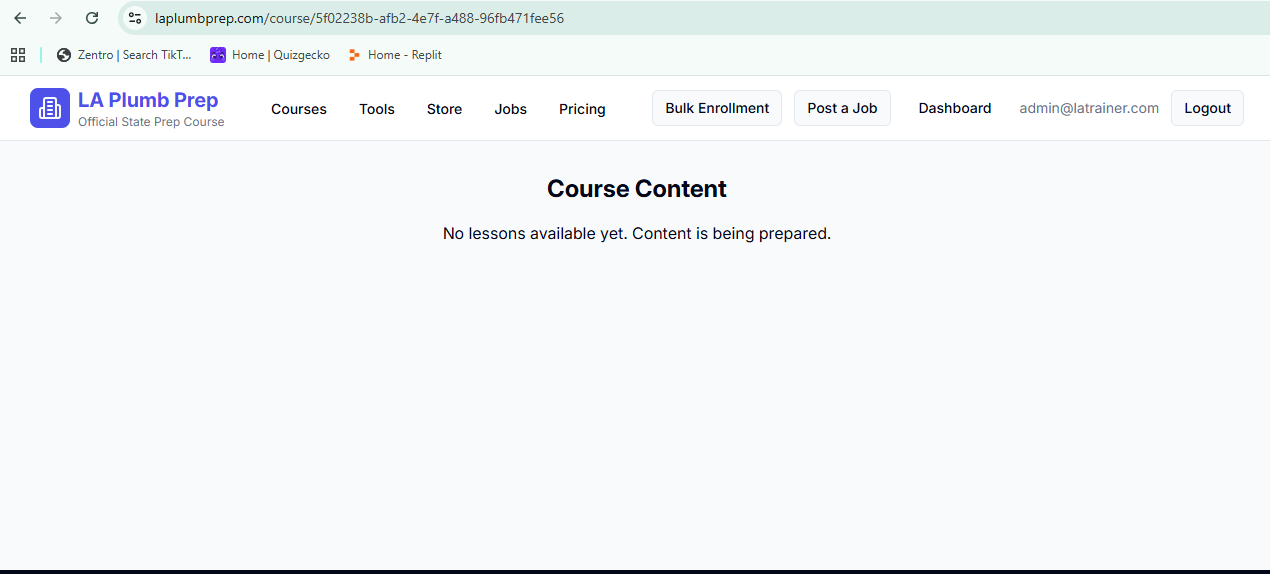 laplumbprep.com/course/5f02238b-afb2-4e7f-a488-96fb471fee56
Zentro | Search TikT... Home | Quizgecko Home - Replit
LA Plumb Prep
Official State Prep Course
Courses Tools Store Jobs Pricing Bulk Enrollment Post a Job Dashboard admin@latrainer.com Logout
Course Content
No lessons available yet. Content is being prepared.